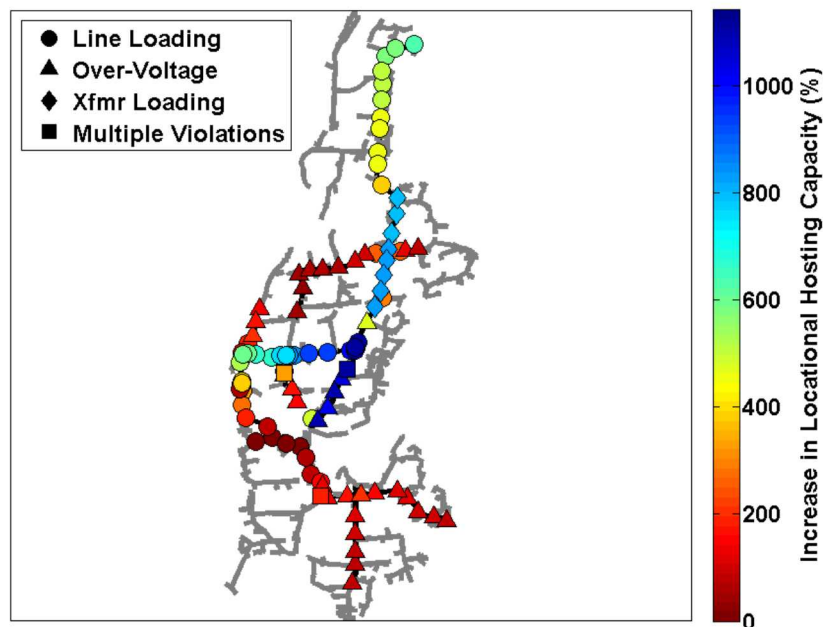 Line Loading
Over-Voltage
Xfmr Loading
Multiple Violations
1000
800
600
400
200
0
Increase in Locational Hosting Capacity (%)